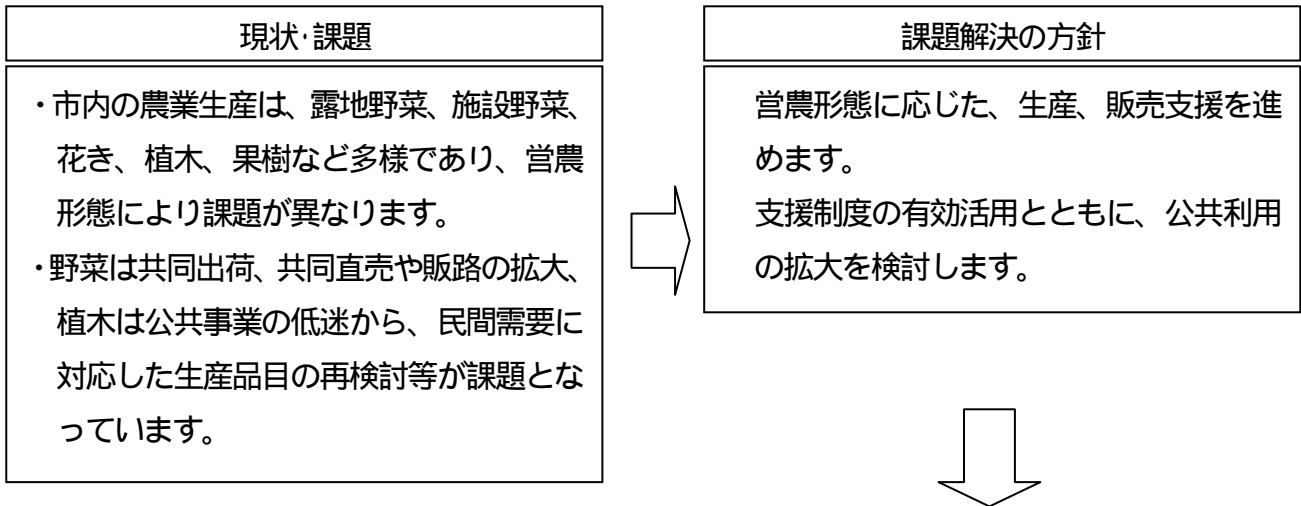 現状・課題
・市内の農業生産は、露地野菜、施設野菜、
花き、植木、果樹など多様であり、営農
形態により課題が異なります。
・野菜は共同出荷、共同直売や販路の拡大、
植木は公共事業の低迷から、民間需要に
対応した生産品目の再検討等が課題とな
っています。
課題解決の方針
営農形態に応じた、生産、販売支援を進
めます。
支援制度の有効活用とともに、公共利用
の拡大を検討します。